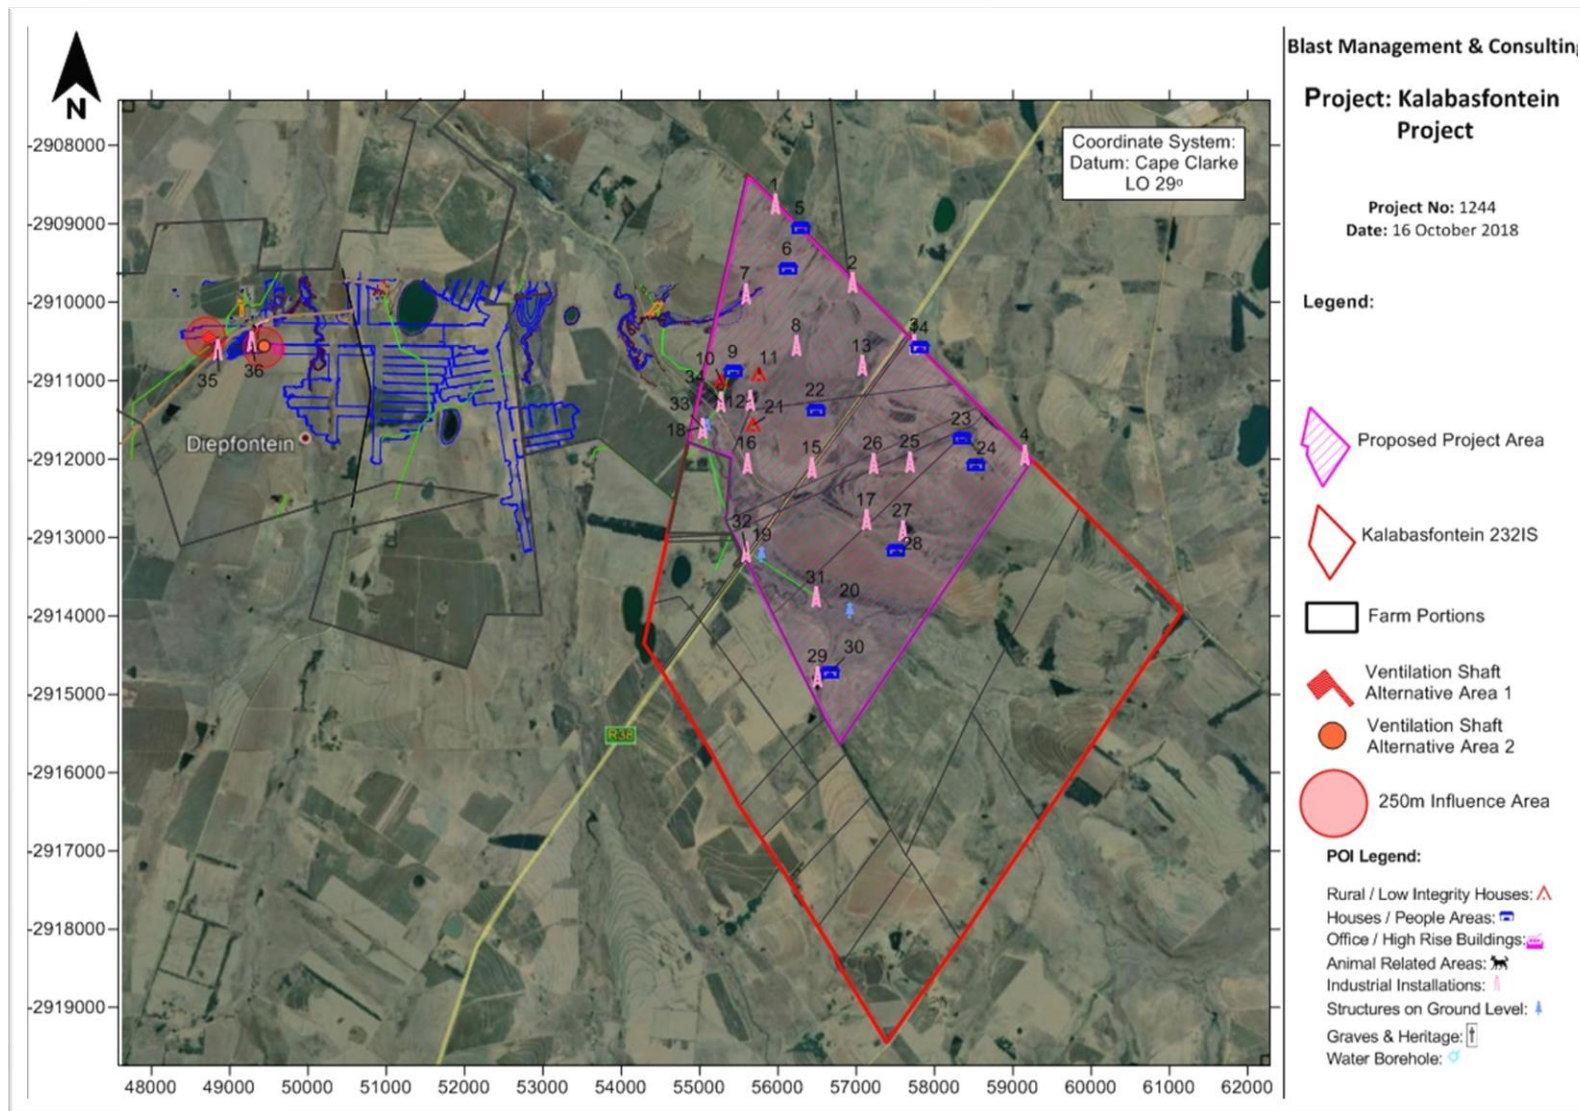 N
Coordinate System:
Datum: Cape Clarke
LO 29º
-2908000
-2909000
-2910000
-2911000
-2912000
-2913000
-2914000
-2915000
-2916000
-2917000
-2918000
-2919000
48000 49000 50000 51000 52000 53000 54000 55000 56000 57000 58000 59000 60000 61000 62000
1
5
6
2
7
3
8
13
10 9 11
34
12
22
33
21
18
23
16 15 26 25 24 4
17
27
32 19
28
31 20
29 30
35 36
Diepfontein
R38
Blast Management & Consulting
Project: Kalabasfontein
Project
Project No: 1244
Date: 16 October 2018
Legend:
Proposed Project Area
Kalabasfontein 232IS
Farm Portions
Ventilation Shaft
Alternative Area 1
Ventilation Shaft
Alternative Area 2
250m Influence Area
POI Legend:
Rural / Low Integrity Houses:
Houses / People Areas:
Office / High Rise Buildings:
Animal Related Areas:
Industrial Installations:
Structures on Ground Level:
Graves & Heritage:
Water Borehole: